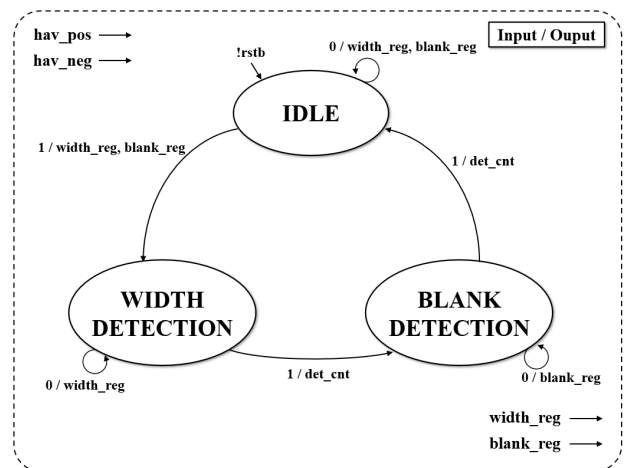 hav_pos
hav_neg
Input / Ouput
!rstb
0 / width_reg, blank_reg
IDLE
1 / width_reg, blank_reg
1 / det_cnt
WIDTH
DETECTION
BLANK
DETECTION
0 / width_reg
1 / det_cnt
0 / blank_reg
width_reg
blank_reg